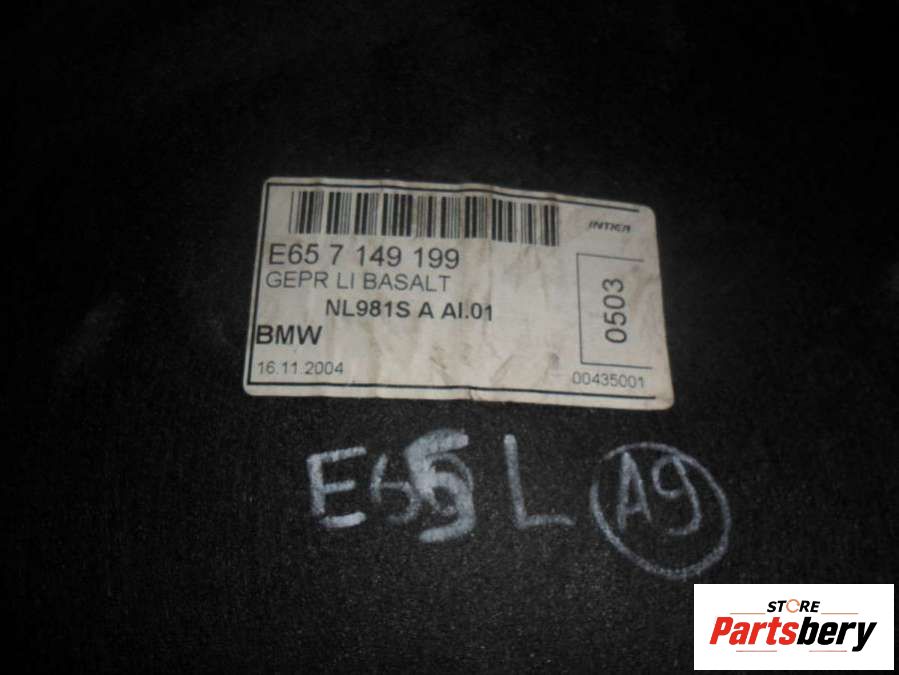 INTIER
E65 7 149 199
GEPR LI BASALT
NL981S A AI.01
0503
BMW
16.11.2004
00435001
E65 L A9
STORE
Partsbery